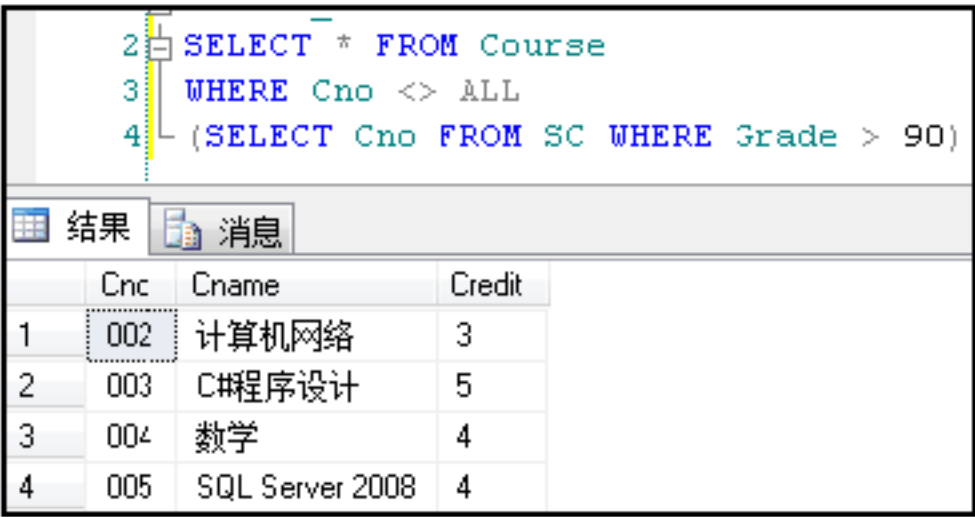 2 SELECT * FROM Course
3 WHERE Cno <> ALL
4 (SELECT Cno FROM SC WHERE Grade > 90)
结果 消息
Cnc Cname Credit
1 002 计算机网络 3
2 003 C#程序设计 5
3 004 数学 4
4 005 SQL Server 2008 4